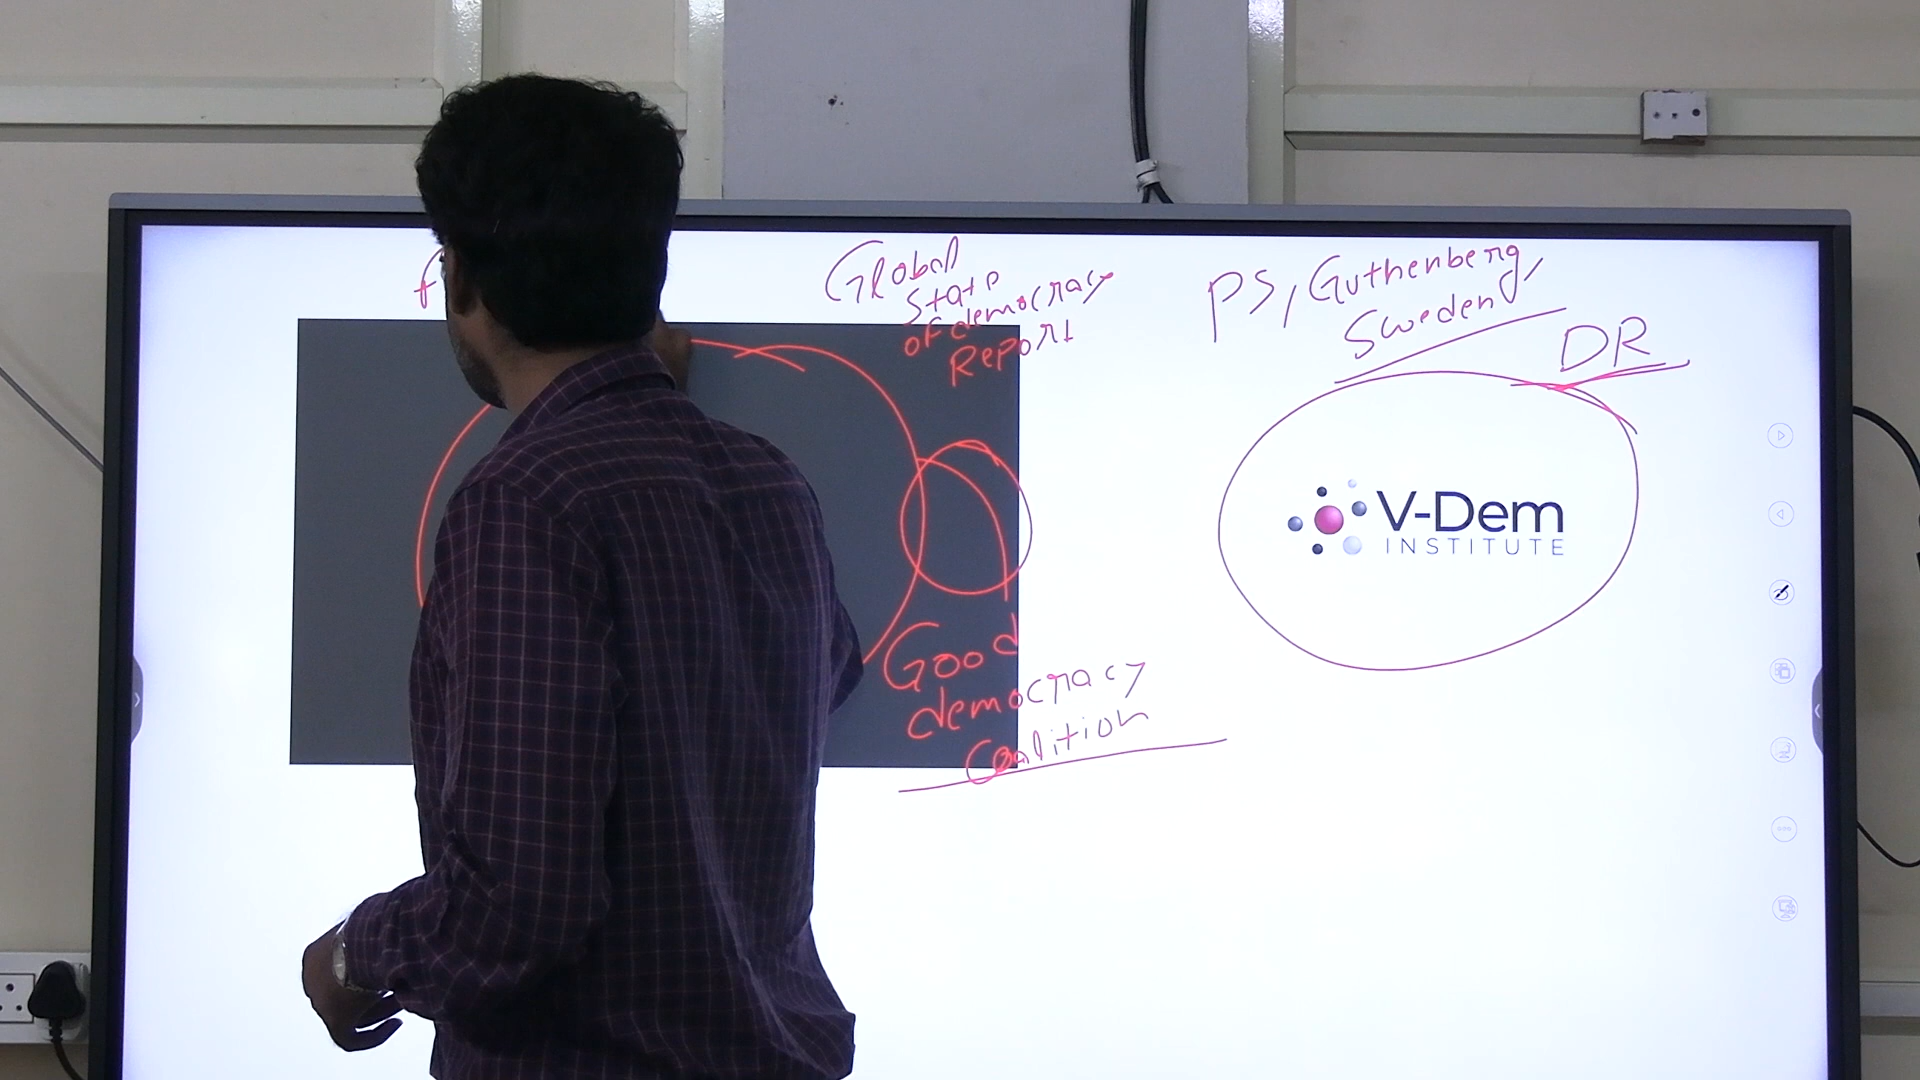 Global
State
of democracy
Report
PS, Guthenberg,
Sweden
DR
V-Dem
INSTITUTE
Good
democracy
Coalition